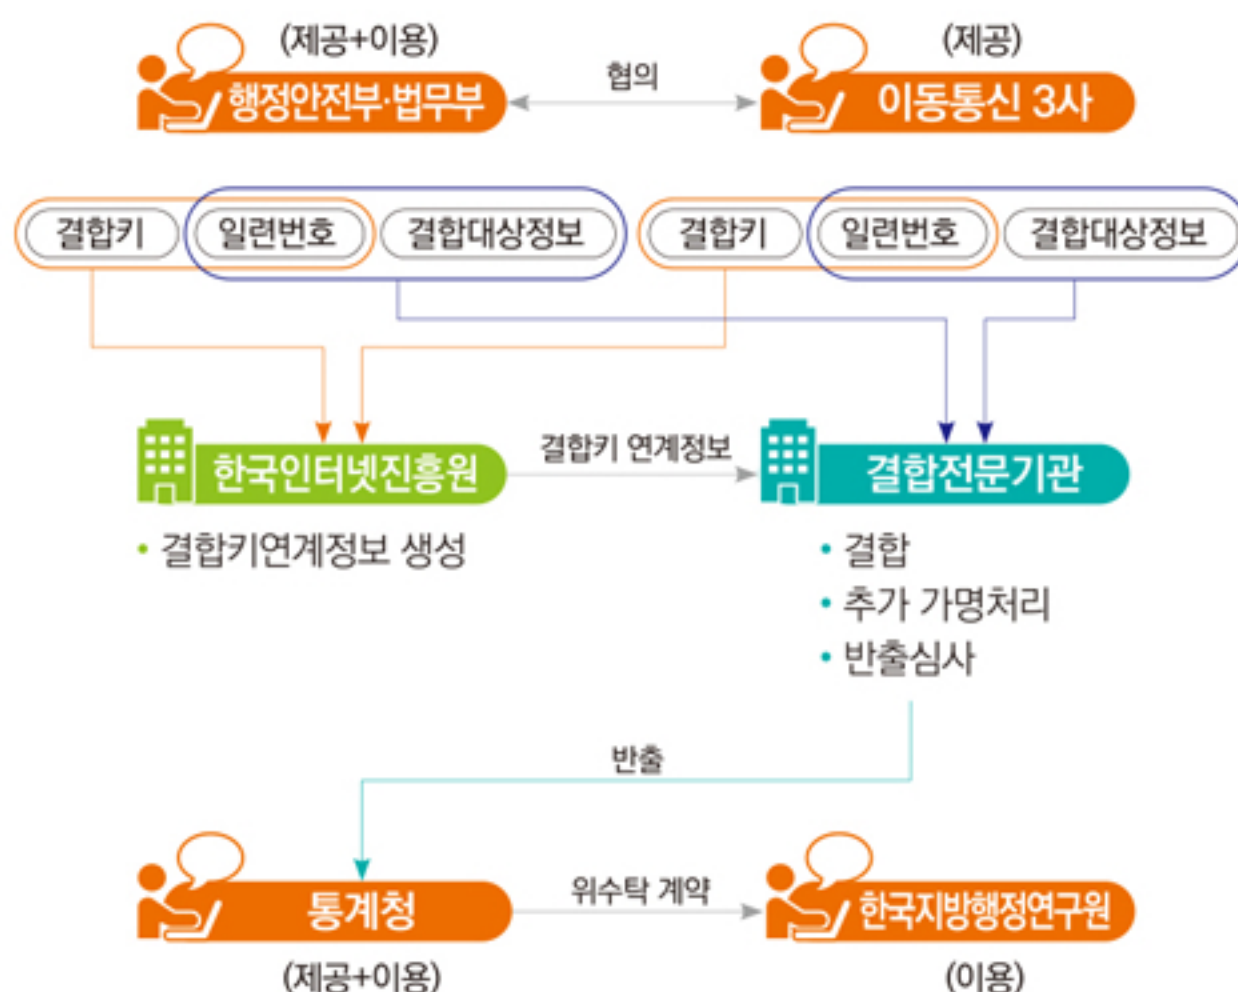 (제공+이용)
(제공)
행정안전부·법무부
협의
이동통신 3사
결합키
일련번호
결합대상정보
결합키
일련번호
결합대상정보
한국인터넷진흥원
결합키 연계정보
결합전문기관
• 결합키연계정보 생성
• 결합
• 추가 가명처리
• 반출심사
반출
통계청
위수탁 계약
한국지방행정연구원
(제공+이용)
(이용)